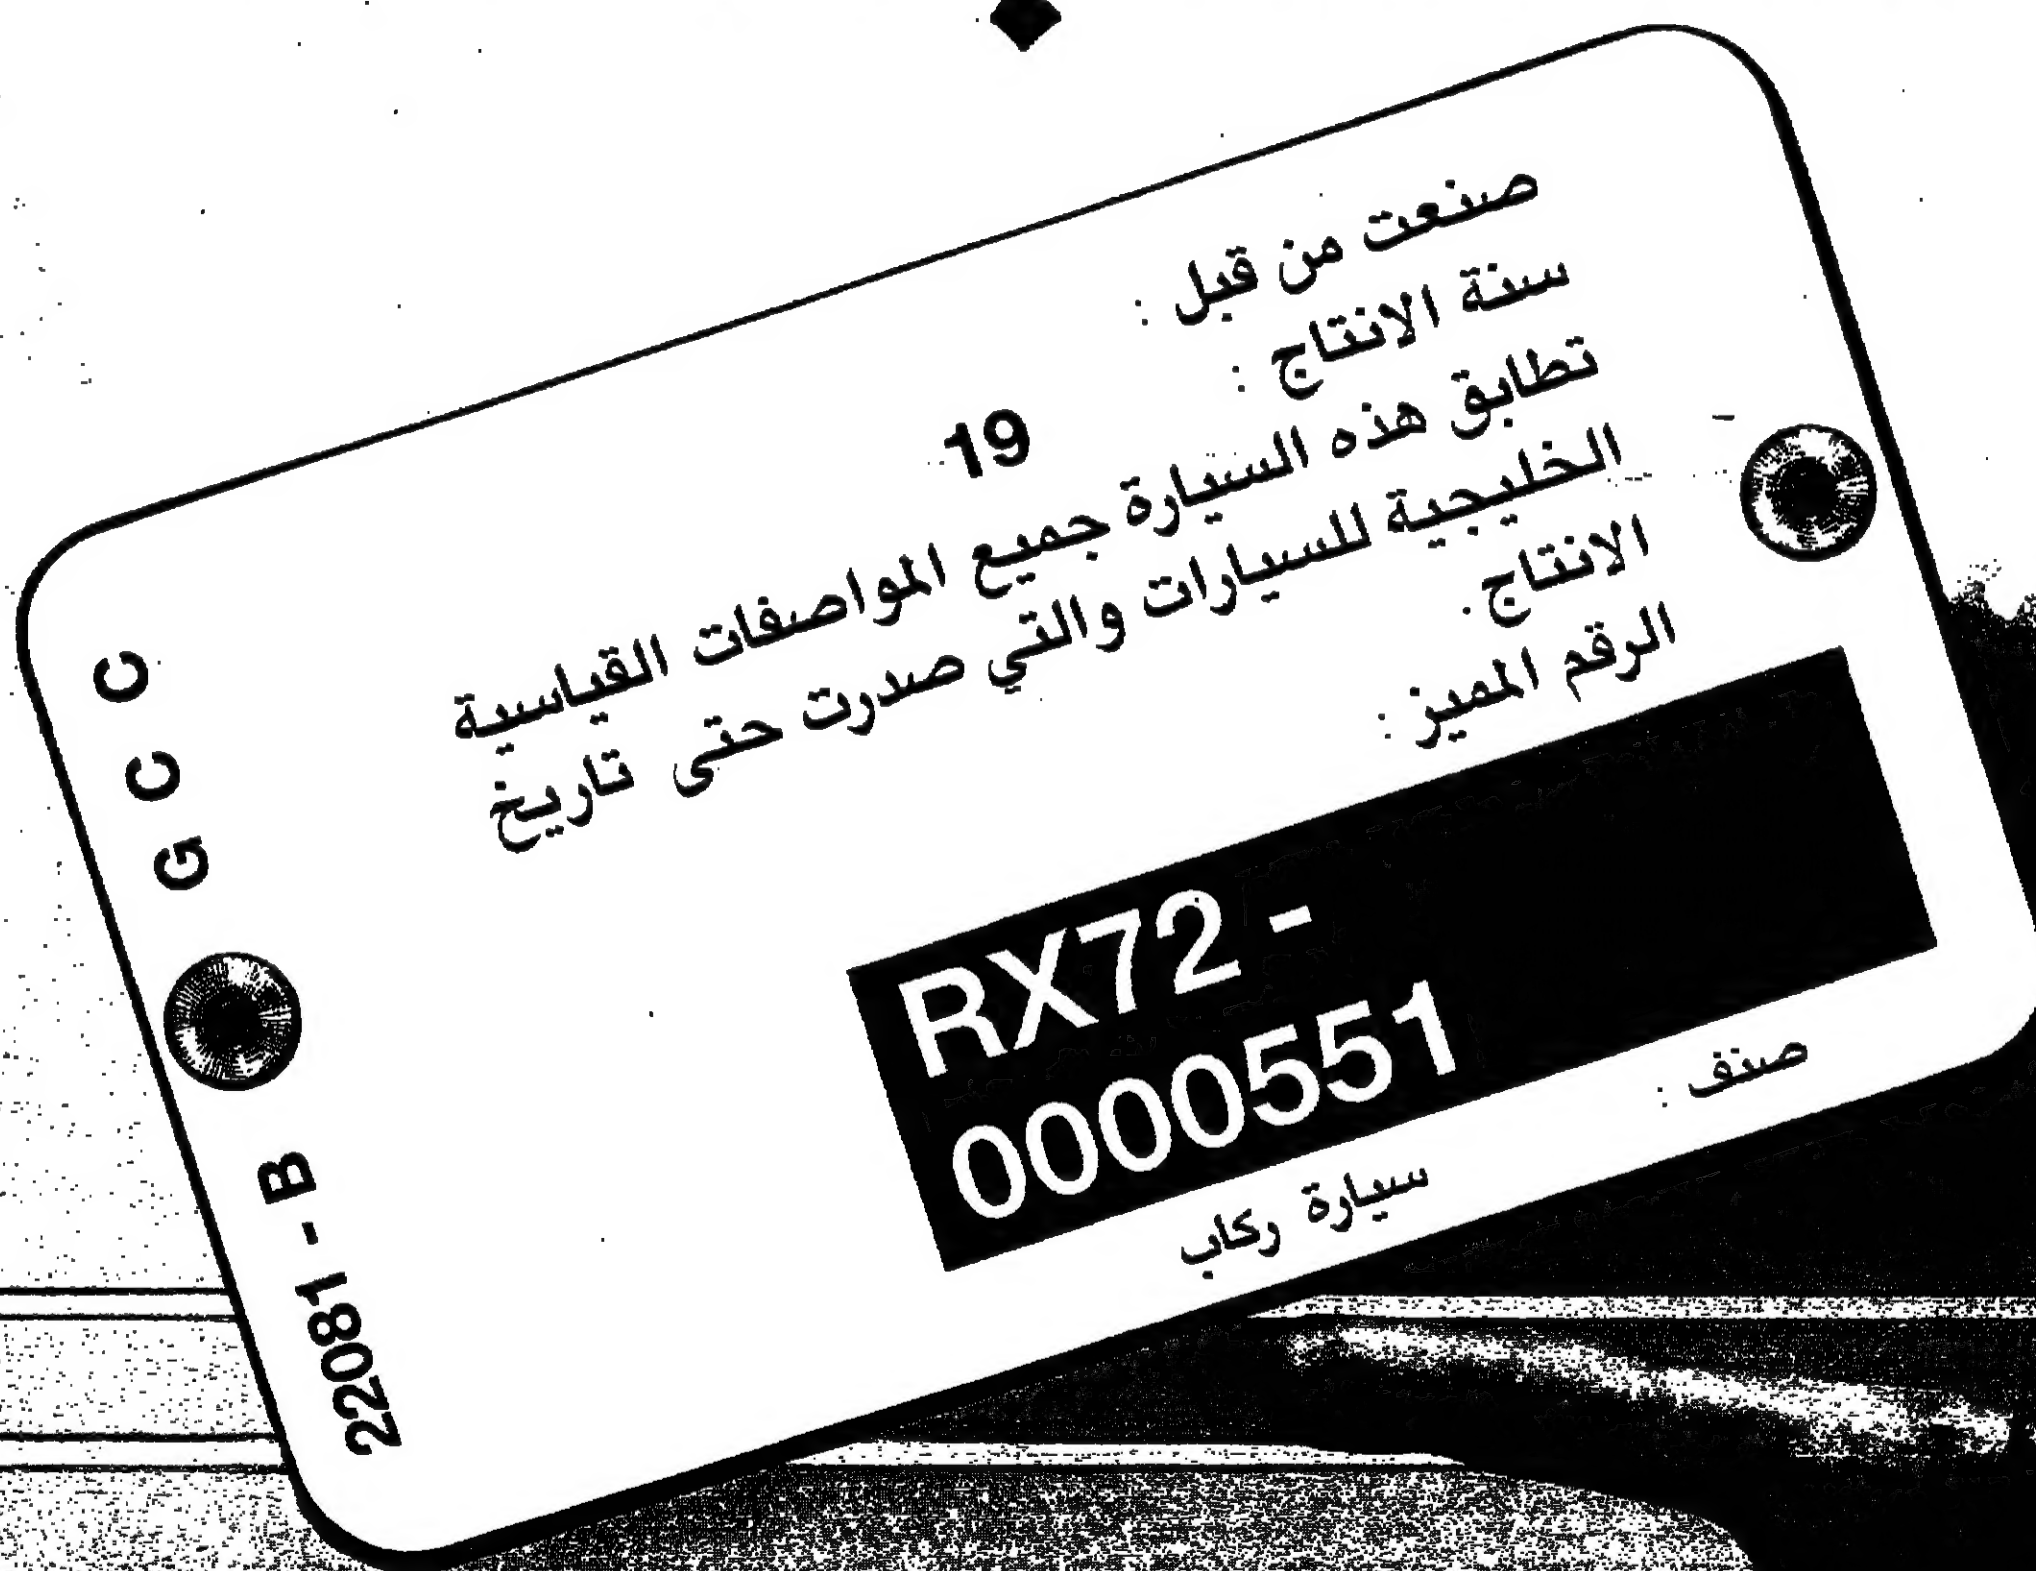 صنعت من قبل :
سنة الانتاج : 19
تطابق هذه السيارة جميع المواصفات القياسية
الخليجية للسيارات والتي صدرت حتى تاريخ
الانتاج.
الرقم المميز :
RX72 -
0000551
صنف : سيارة ركاب
22081 - B G C C